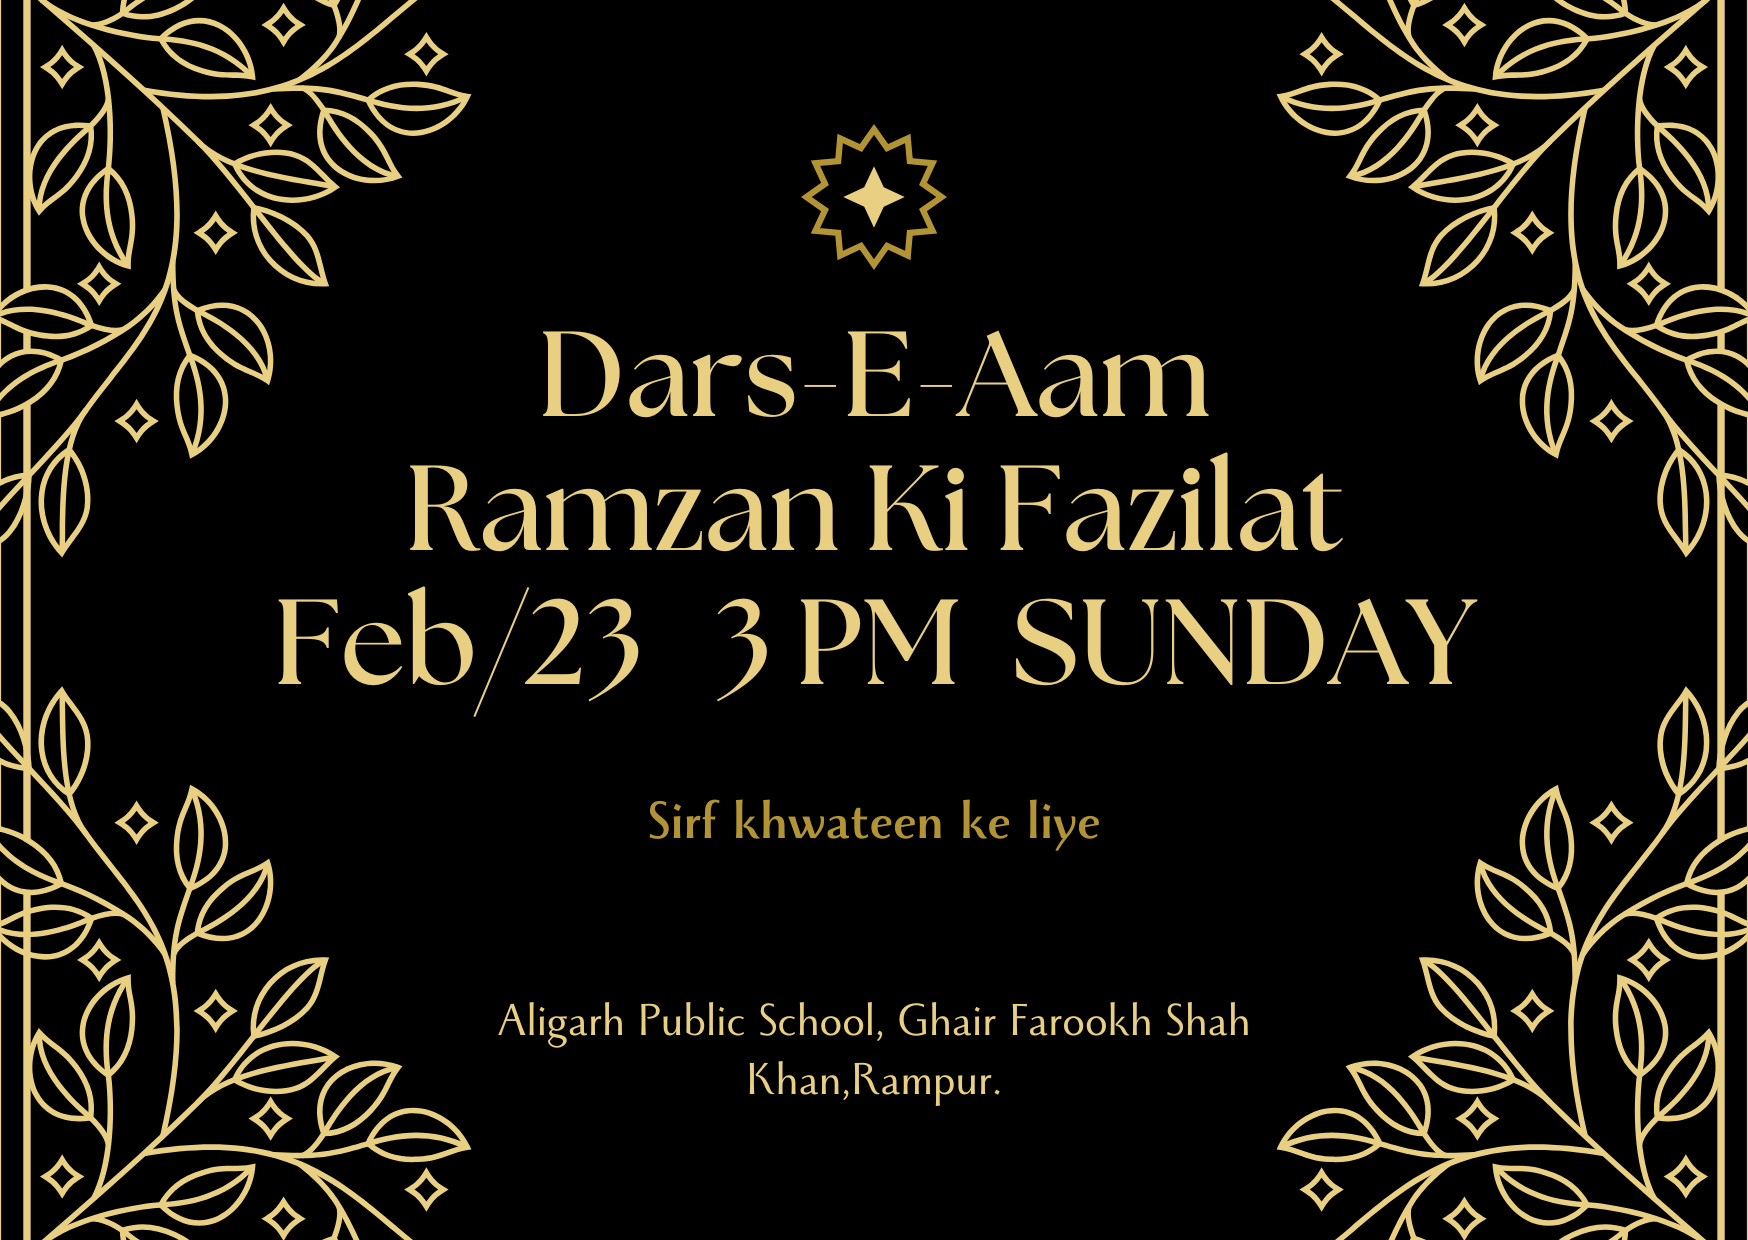 Dars-E-Aam
Ramzan Ki Fazilat
Feb/23 3 PM SUNDAY
Sirf khwateen ke liye
Aligarh Public School, Ghair Farookh Shah
Khan,Rampur.